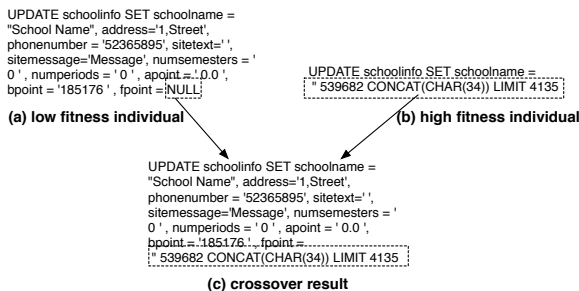 UPDATE schoolinfo SET schoolname =
"School Name", address='1,Street',
phonenumber = '52365895', sitetext=' ',
sitemessage='Message', numsemesters = '
0 ' , numperiods = ' 0 ' , apoint = ' 0.0 ',
bpoint = '185176 ' , fpoint = NULL
(a) low fitness individual
UPDATE schoolinfo SET schoolname =
" 539682 CONCAT(CHAR(34)) LIMIT 4135
(b) high fitness individual
UPDATE schoolinfo SET schoolname =
"School Name", address='1,Street',
phonenumber = '52365895', sitetext=' ',
sitemessage='Message', numsemesters = '
0 ' , numperiods = ' 0 ' , apoint = ' 0.0 ',
bpoint = '185176 ' , fpoint =
" 539682 CONCAT(CHAR(34)) LIMIT 4135
(c) crossover result